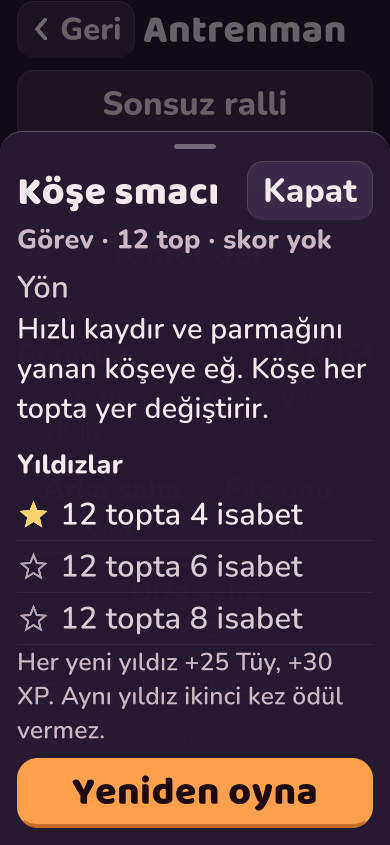 Geri Antrenman
Sonsuz ralli
Köşe smacı Kapat
Görev · 12 top · skor yok
Yön
Hızlı kaydır ve parmağını
yanan köşeye eğ. Köşe her
topta yer değiştirir.
Yıldızlar
12 topta 4 isabet
12 topta 6 isabet
12 topta 8 isabet
Her yeni yıldız +25 Tüy, +30
XP. Aynı yıldız ikinci kez ödül
vermez.
Yeniden oyna